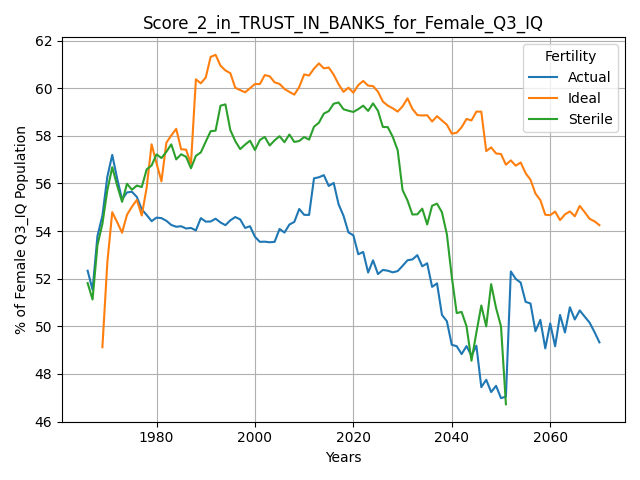 Score_2_in_TRUST_IN_BANKS_for_Female_Q3_IQ
62
60
58
56
54
52
50
48
46
% of Female Q3_IQ Population
Fertility
Actual
Ideal
Sterile
1980
2000
2020
2040
2060
Years